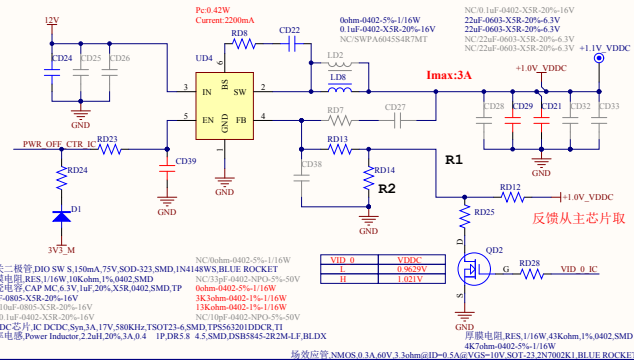 Pc:0.42W
Current:2200mA
12V
CD24
CD25
CD26
GND
RD8
CD22
0ohm-0402-5%-1/16W
0.1uF-0402-X5R-20%-16V
NC/SWPA6045S4R7MT
NC/0.1uF-0402-X5R-20%-16V
22uF-0603-X5R-20%-6.3V
22uF-0603-X5R-20%-6.3V
NC/22uF-0603-X5R-20%-6.3V
NC/22uF-0603-X5R-20%-6.3V
+1.1V_VDDC
+1.0V_VDDC
UD4
6
BS
LD2
LD8
Imax:3A
3
IN
SW
2
5
EN
FB
4
GND
1
GND
RD7
CD27
CD28
CD29
CD21
CD32
CD33
GND
PWR_OFF_CTR_IC
RD23
RD24
D1
3V3_M
CD39
GND
RD13
R1
CD38
RD14
R2
GND
RD12
+1.0V_VDDC
反馈从主芯片取
RD25
D
QD2
G
S
RD28
VID_0_IC
GND
VID_0 VDDC
L 0.9629V
H 1.021V
二极管,DIO SW S,150mA,75V,SOD-323,SMD,1N4148WS,BLUE ROCKET
膜电阻,RES,1/16W,10Kohm,1%,0402,SMD
电容,CAP MC,6.3V,1uF,20%,X5R,0402,SMD,TP
F-0805-X5R-20%-16V
10uF-0805-X5R-20%-16V
0.1uF-0402-X5R-20%-16V
DC芯片,IC DCDC,Syn,3A,17V,580KHz,TSOT23-6,SMD,TPS563201DDCR,TI
电感,Power Inductor,2.2uH,20%,3A,0.4 1P,DR5.8 4.5,SMD,DSB5845-2R2M-LF,BLDX
NC/0ohm-0402-5%-1/16W
NC/33pF-0402-NPO-5%-50V
0ohm-0402-5%-1/16W
3K3ohm-0402-1%-1/16W
13Kohm-0402-1%-1/16W
NC/10pF-0402-NPO-5%-50V
厚膜电阻,RES,1/16W,43Kohm,1%,0402,SMD
4K7ohm-0402-5%-1/16W
场效应管,NMOS,0.3A,60V,3.3ohm@ID=0.5A@VGS=10V,SOT-23,2N7002K1,BLUE ROCKET